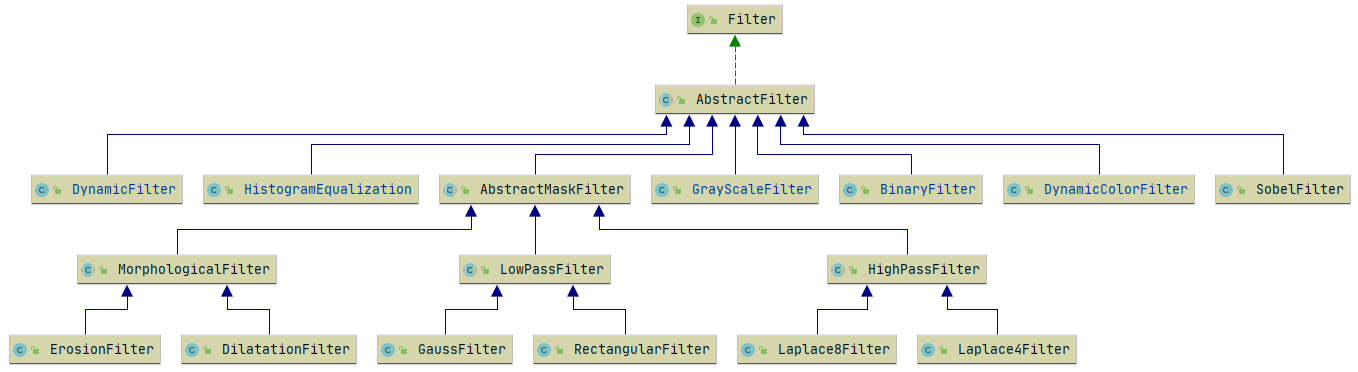 I Filter
C AbstractFilter
C DynamicFilter
C HistogramEqualization
C AbstractMaskFilter
C GrayScaleFilter
C BinaryFilter
C DynamicColorFilter
C SobelFilter
C MorphologicalFilter
C LowPassFilter
C HighPassFilter
C ErosionFilter
C DilatationFilter
C GaussFilter
C RectangularFilter
C Laplace8Filter
C Laplace4Filter